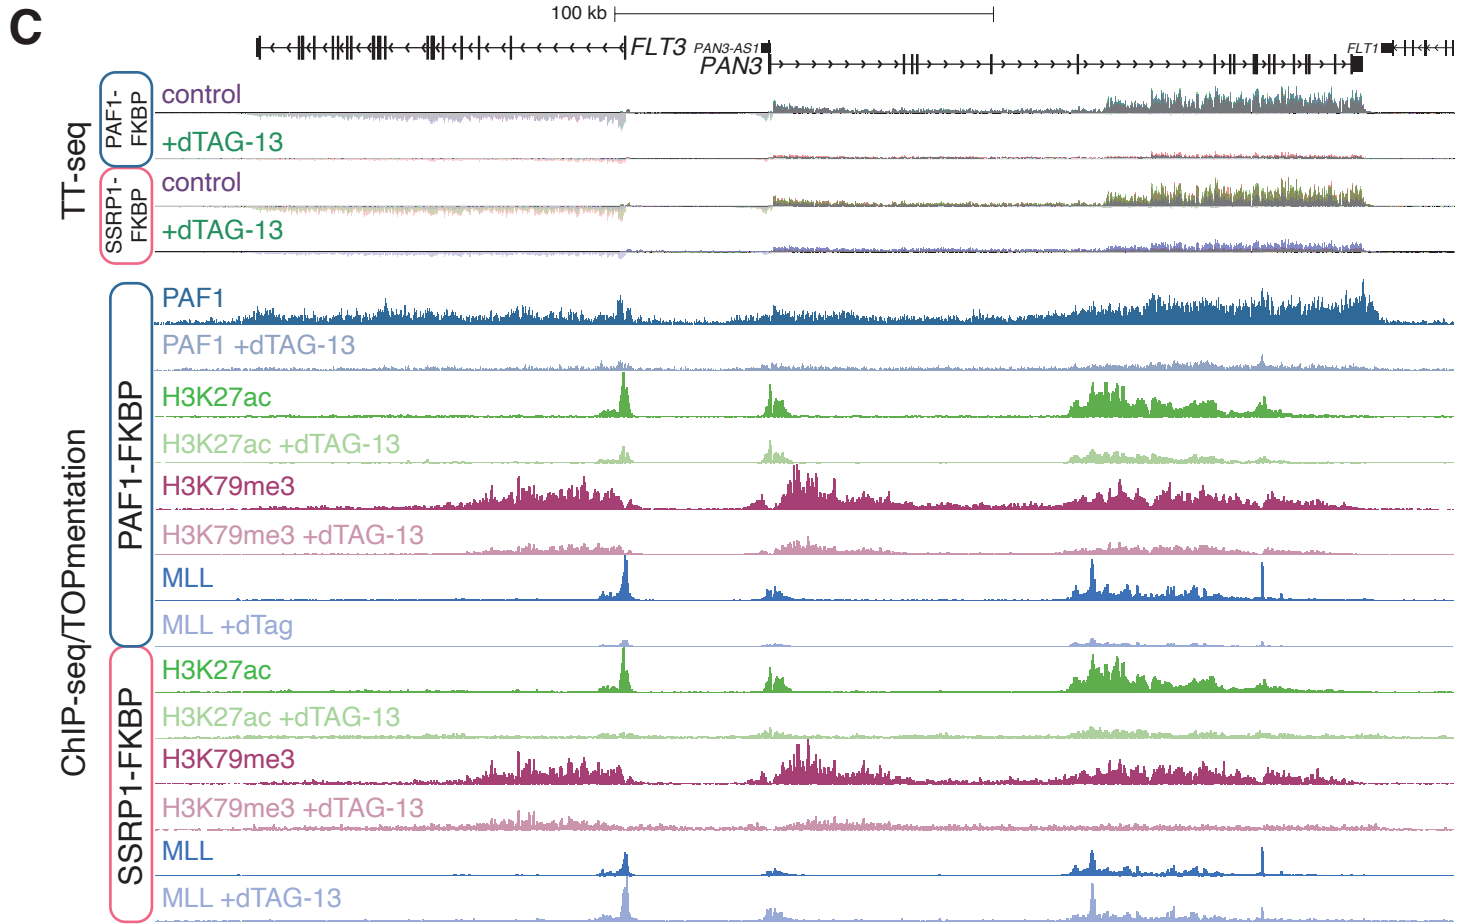 C
100 kb
FLT3
PAN3-AS1
PAN3
FLT1
TT-seq
PAF1-
FKBP
control
+dTAG-13
SSRP1-
FKBP
control
+dTAG-13
ChIP-seq/TOPmentation
PAF1-FKBP
PAF1
PAF1 +dTAG-13
H3K27ac
H3K27ac +dTAG-13
H3K79me3
H3K79me3 +dTAG-13
MLL
MLL +dTag
SSRP1-FKBP
H3K27ac
H3K27ac +dTAG-13
H3K79me3
H3K79me3 +dTAG-13
MLL
MLL +dTAG-13